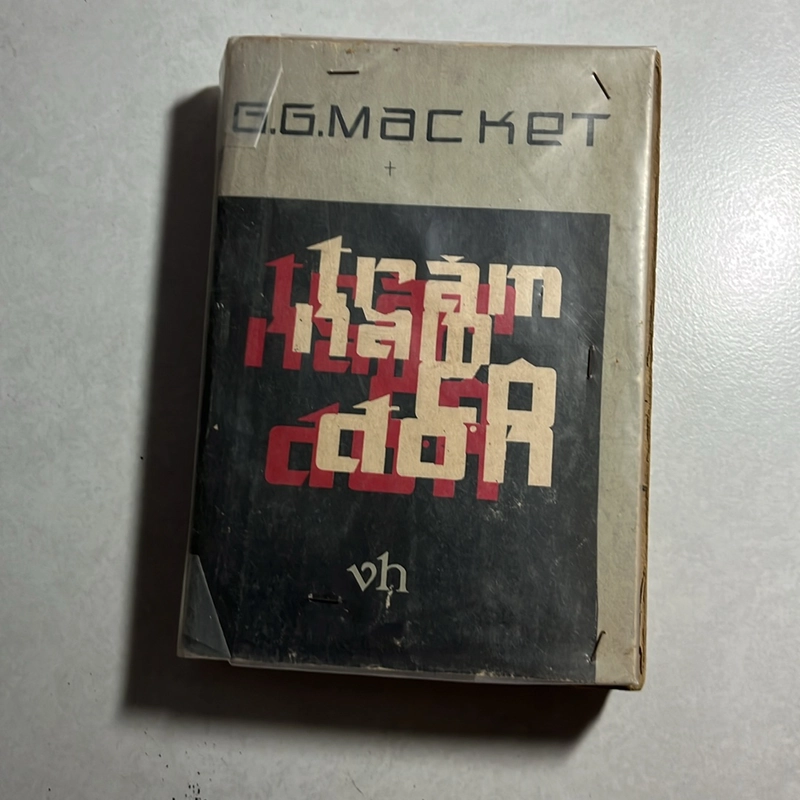 G.G.MacKeT
trăm
năm
cô
đơn
vh